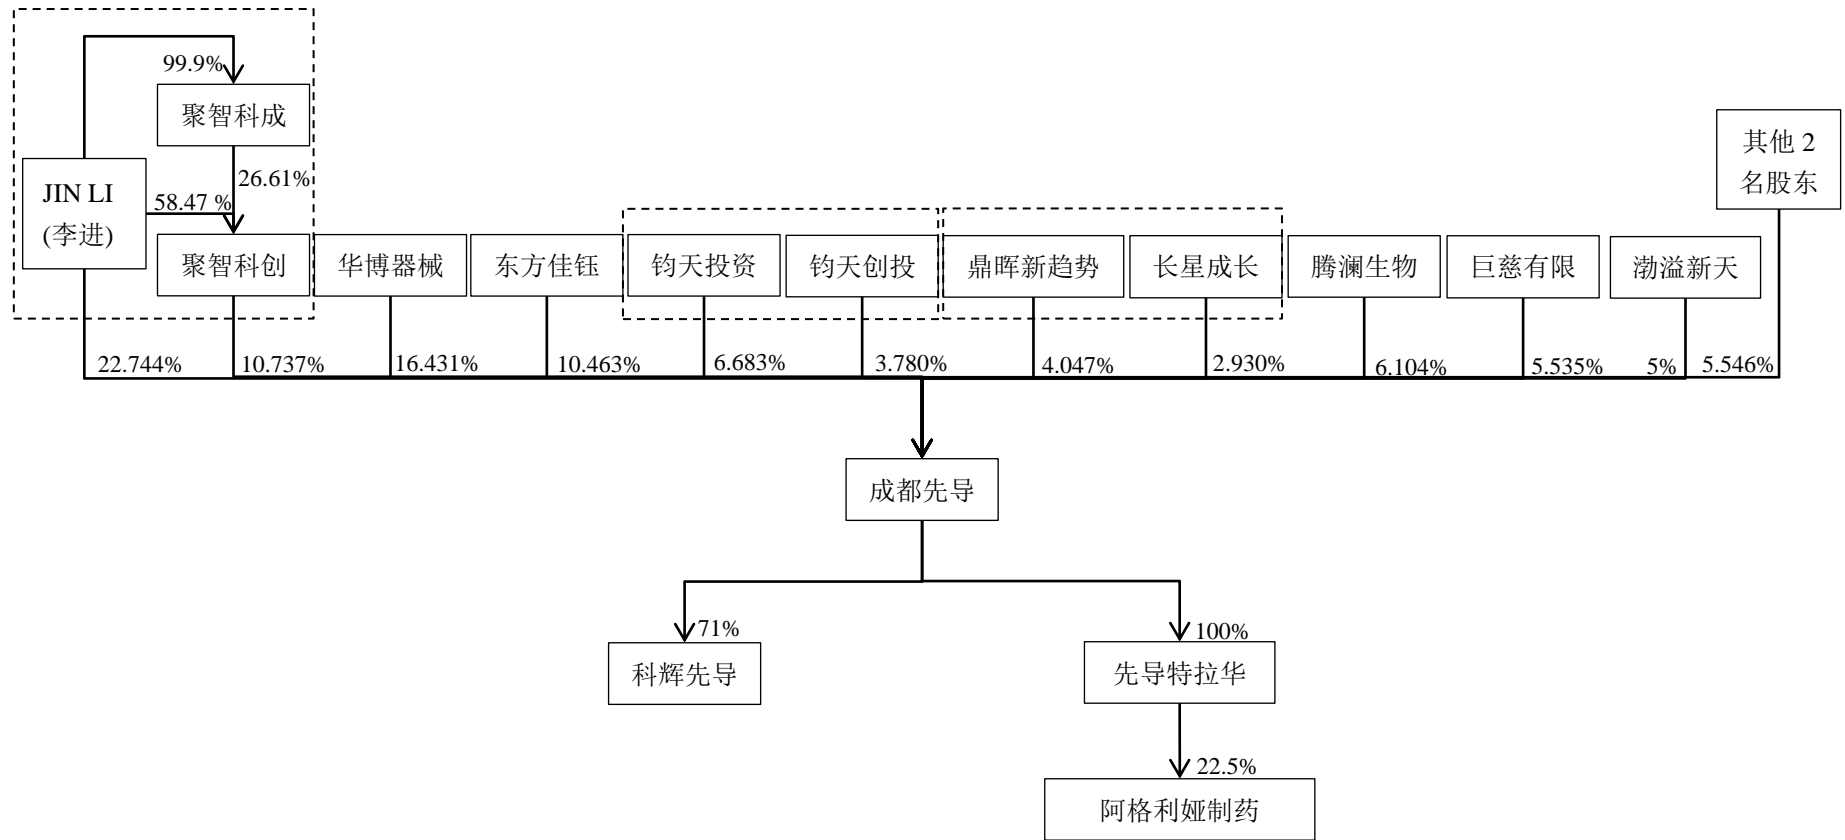 99.9%
聚智科成
其他 2
名股东
JIN LI
(李进)
26.61%
58.47 %
聚智科创
华博器械
东方佳钰
钧天投资
钧天创投
鼎晖新趋势
长星成长
腾澜生物
巨慈有限
渤溢新天
22.744%
10.737%
16.431%
10.463%
6.683%
3.780%
4.047%
2.930%
6.104%
5.535%
5%
5.546%
成都先导
71%
100%
科辉先导
先导特拉华
22.5%
阿格利娅制药